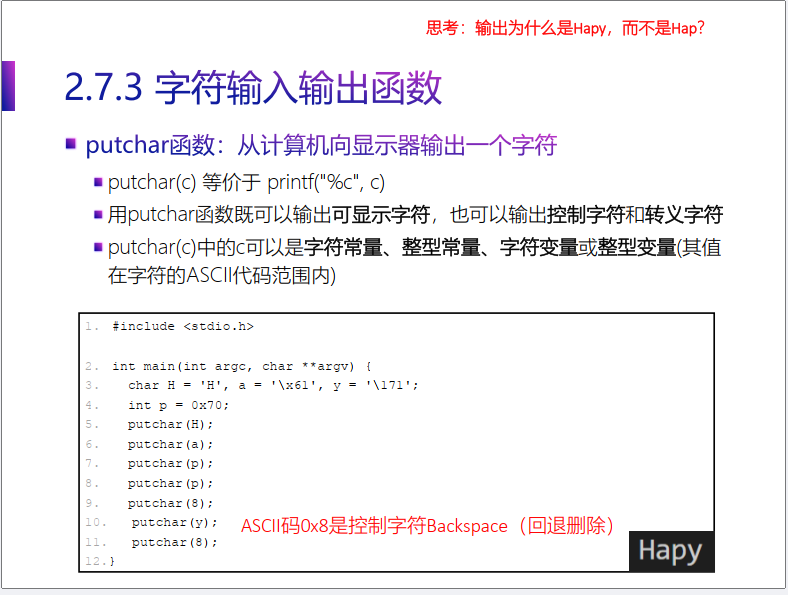 思考：输出为什么是Hapy，而不是Hap?
2.7.3 字符输入输出函数
putchar函数：从计算机向显示器输出一个字符
putchar(c) 等价于 printf("%c", c)
用putchar函数既可以输出可显示字符，也可以输出控制字符和转义字符
putchar(c)中的c可以是字符常量、整型常量、字符变量或整型变量(其值
在字符的ASCII代码范围内)
1. #include <stdio.h>
2. int main(int argc, char **argv) {
3. char H = 'H', a = '\x61', y = '\171';
4. int p = 0x70;
5. putchar(H);
6. putchar(a);
7. putchar(p);
8. putchar(p);
9. putchar(8);
10. putchar(y);
ASCII码0x8是控制字符Backspace（回退删除）
11. putchar(8);
12.}
Hapy